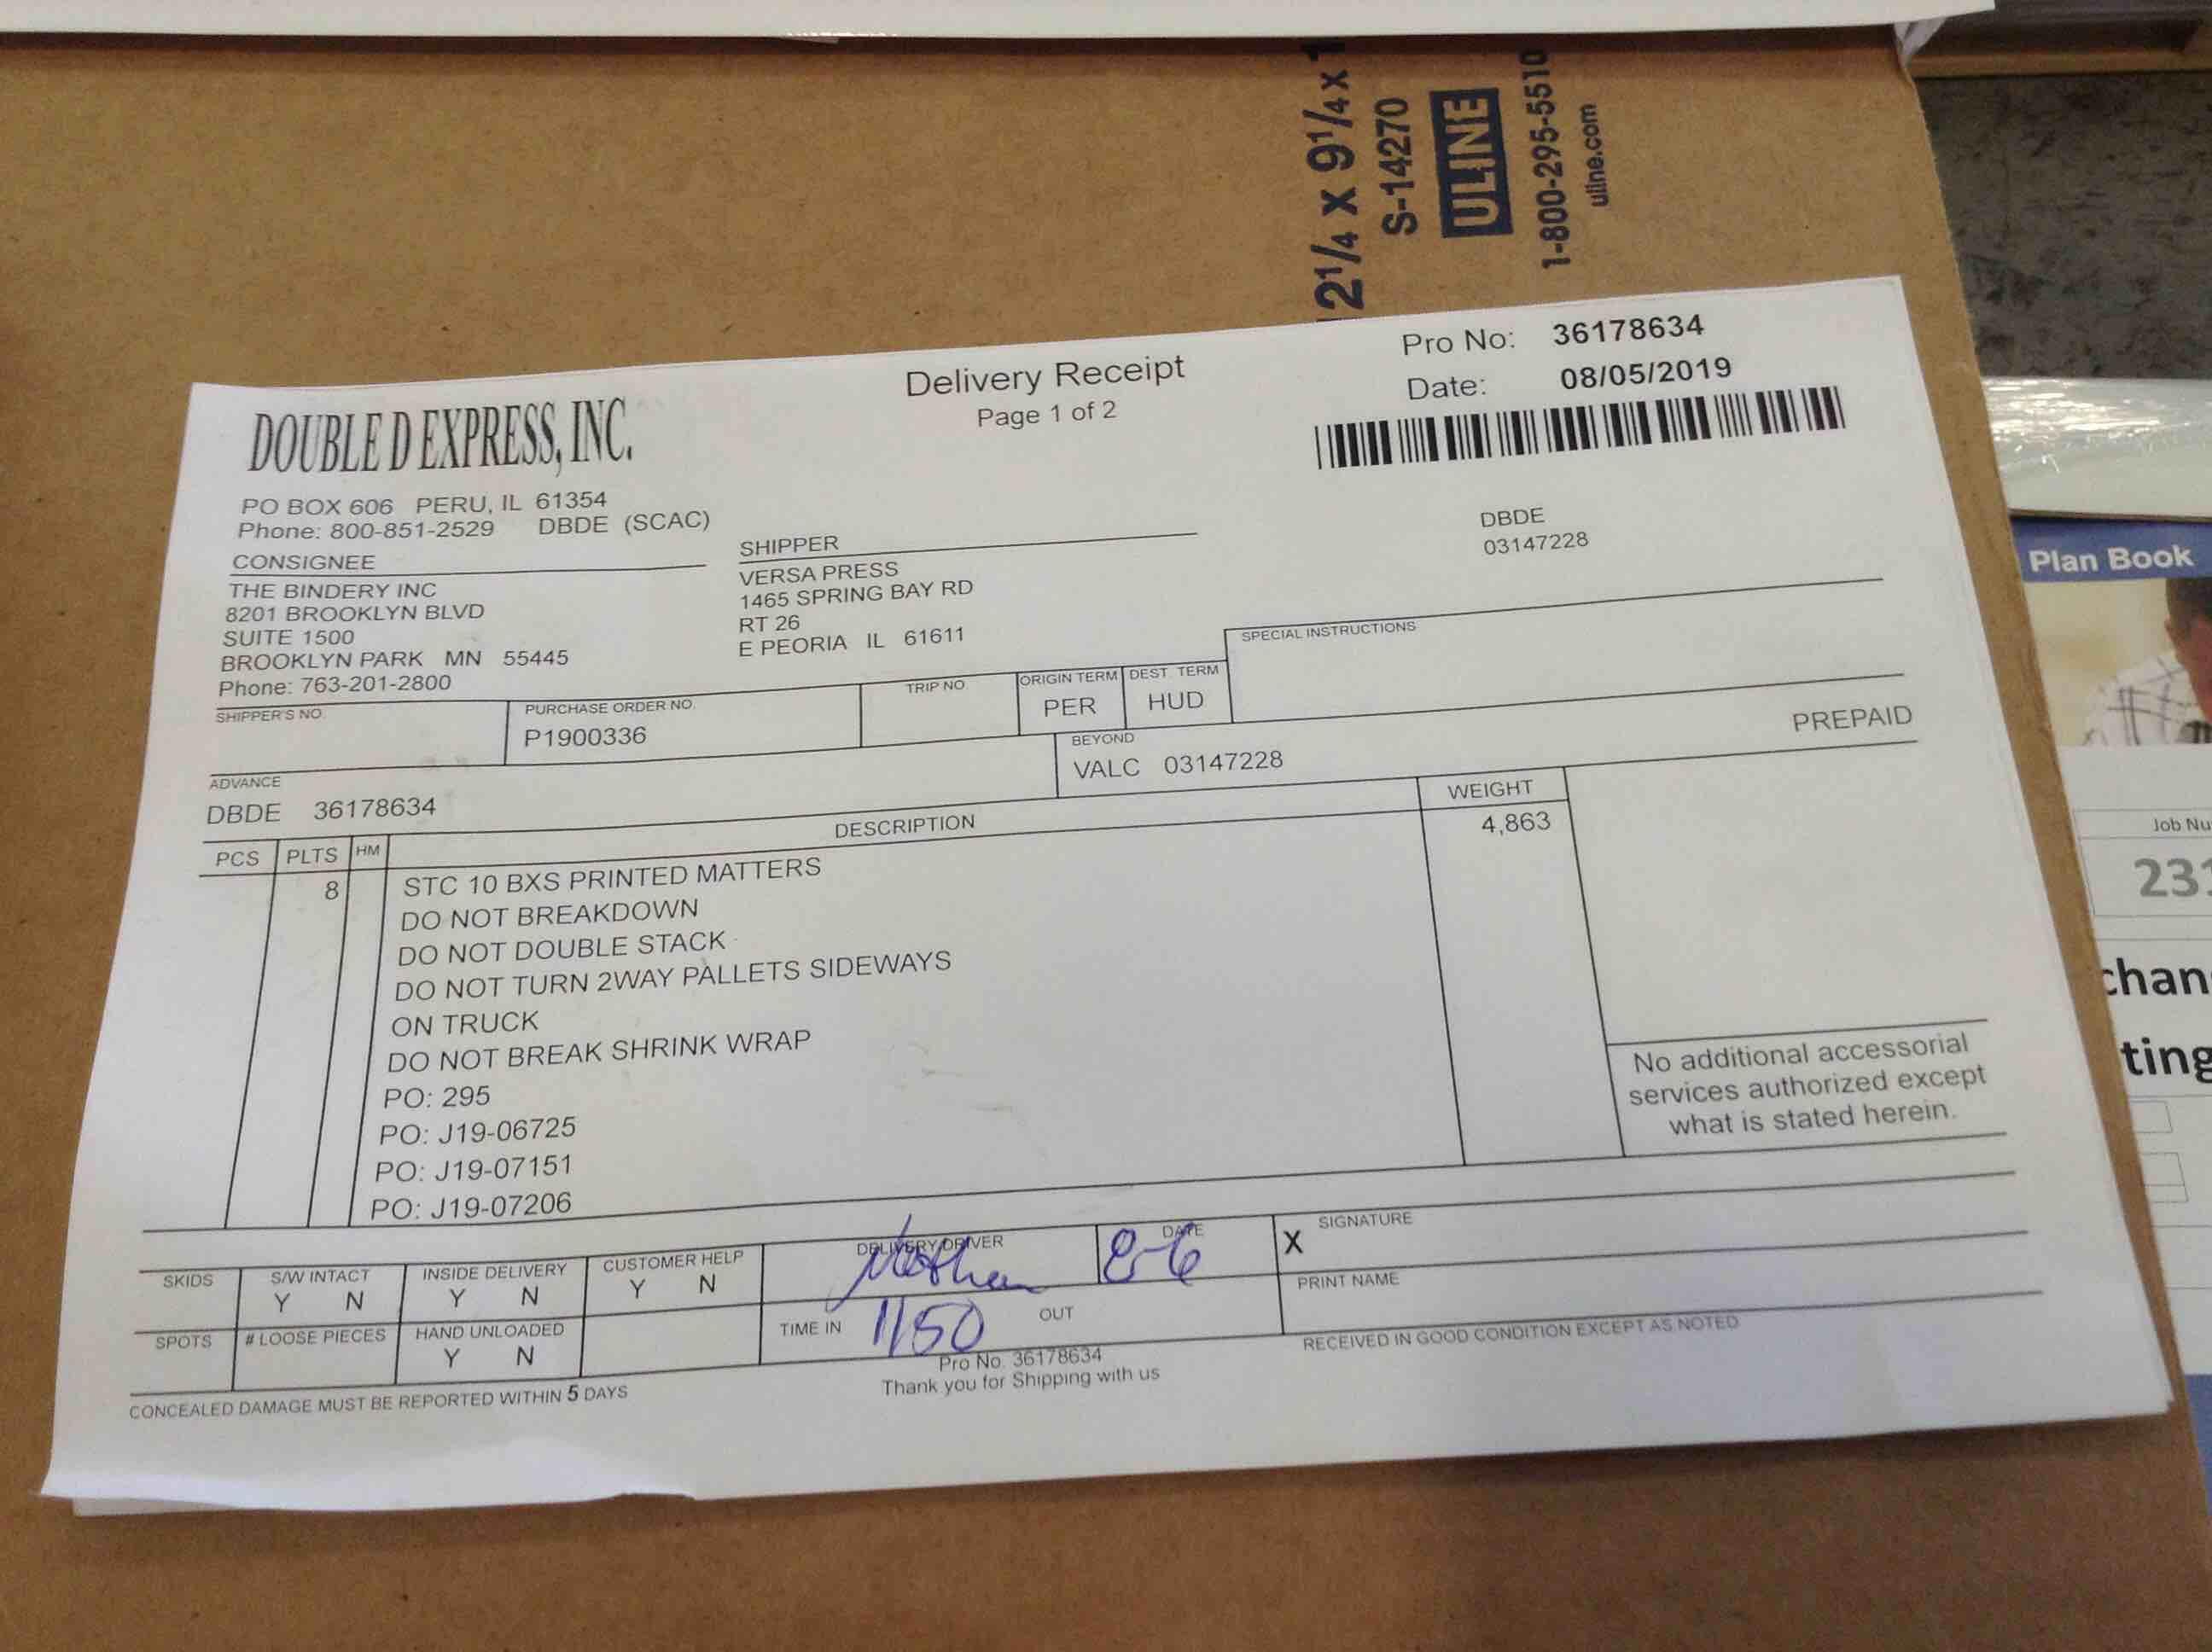 2¼ x 9¼ x 1
S-14270
ULINE
1-800-295-5510
uline.com
Delivery Receipt
Page 1 of 2
Pro No: 36178634
Date: 08/05/2019
DOUBLE D EXPRESS, INC.
PO BOX 606 PERU, IL 61354
Phone: 800-851-2529 DBDE (SCAC)
DBDE
03147228
CONSIGNEE
THE BINDERY INC
8201 BROOKLYN BLVD
SUITE 1500
BROOKLYN PARK MN 55445
Phone: 763-201-2800
SHIPPER
VERSA PRESS
1465 SPRING BAY RD
RT 26
E PEORIA IL 61611
SPECIAL INSTRUCTIONS
SHIPPER'S NO.
PURCHASE ORDER NO.
P1900336
TRIP NO.
ORIGIN TERM
PER
DEST. TERM
HUD
PREPAID
ADVANCE
DBDE 36178634
BEYOND
VALC 03147228
PCS PLTS HM DESCRIPTION WEIGHT
8 STC 10 BXS PRINTED MATTERS 4,863
DO NOT BREAKDOWN
DO NOT DOUBLE STACK
DO NOT TURN 2WAY PALLETS SIDEWAYS
ON TRUCK
DO NOT BREAK SHRINK WRAP
PO: 295
PO: J19-06725
PO: J19-07151
PO: J19-07206
No additional accessorial
services authorized except
what is stated herein.
SKIDS
S/W INTACT
Y N
INSIDE DELIVERY
Y N
CUSTOMER HELP
Y N
DELIVERY DRIVER
DATE
8-6
X SIGNATURE
PRINT NAME
SPOTS
# LOOSE PIECES
HAND UNLOADED
Y N
TIME IN 1150 OUT
RECEIVED IN GOOD CONDITION EXCEPT AS NOTED
Pro No. 36178634
Thank you for Shipping with us
CONCEALED DAMAGE MUST BE REPORTED WITHIN 5 DAYS
Plan Book
Job Nu
23
chan
ting